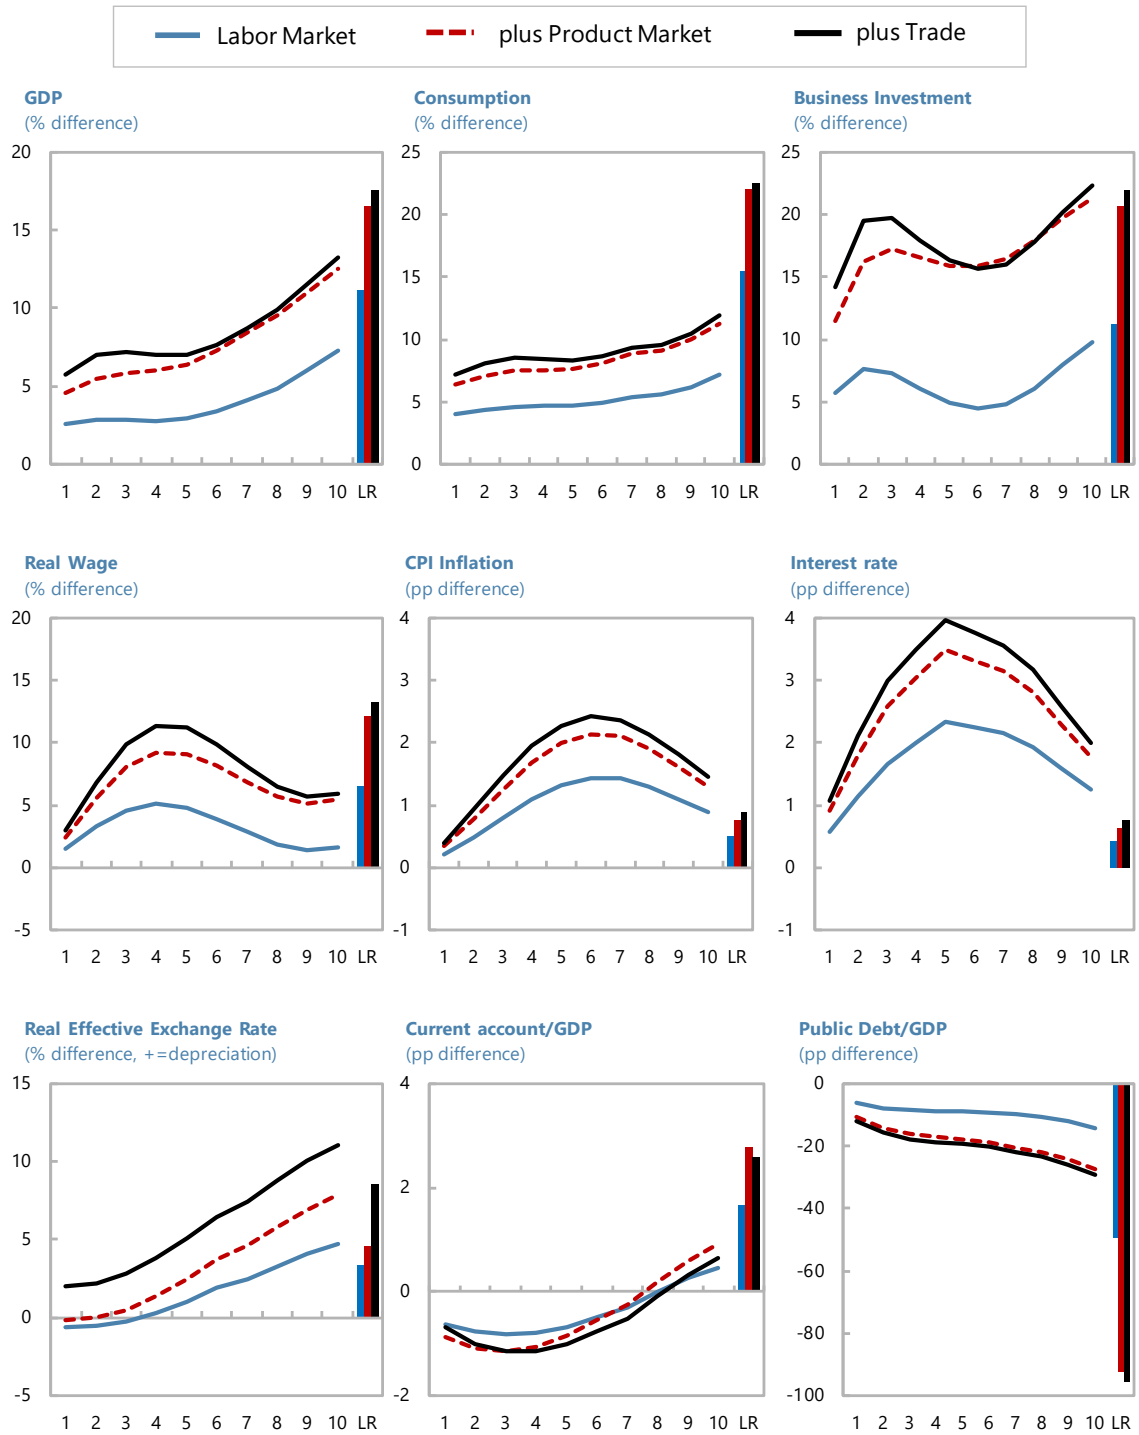 Labor Market plus Product Market plus Trade
GDP Consumption Business Investment
(% difference) (% difference) (% difference)
20 25 25
20 20
15
15 15
10
10 10
5
5 5
0 0 0
1 2 3 4 5 6 7 8 9 10 LR 1 2 3 4 5 6 7 8 9 10 LR 1 2 3 4 5 6 7 8 9 10 LR
Real Wage CPI Inflation Interest rate
(% difference) (pp difference) (pp difference)
20 4 4
15 3 3
10 2 2
5 1 1
0 0 0
-5 -1 -1
1 2 3 4 5 6 7 8 9 10 LR 1 2 3 4 5 6 7 8 9 10 LR 1 2 3 4 5 6 7 8 9 10 LR
Real Effective Exchange Rate Current account/GDP Public Debt/GDP
(% difference, +=depreciation) (pp difference) (pp difference)
15 4 0
-20
10
2
-40
5
-60
0 0
-80
-5 -2 -100
1 2 3 4 5 6 7 8 9 10 LR 1 2 3 4 5 6 7 8 9 10 LR 1 2 3 4 5 6 7 8 9 10 LR